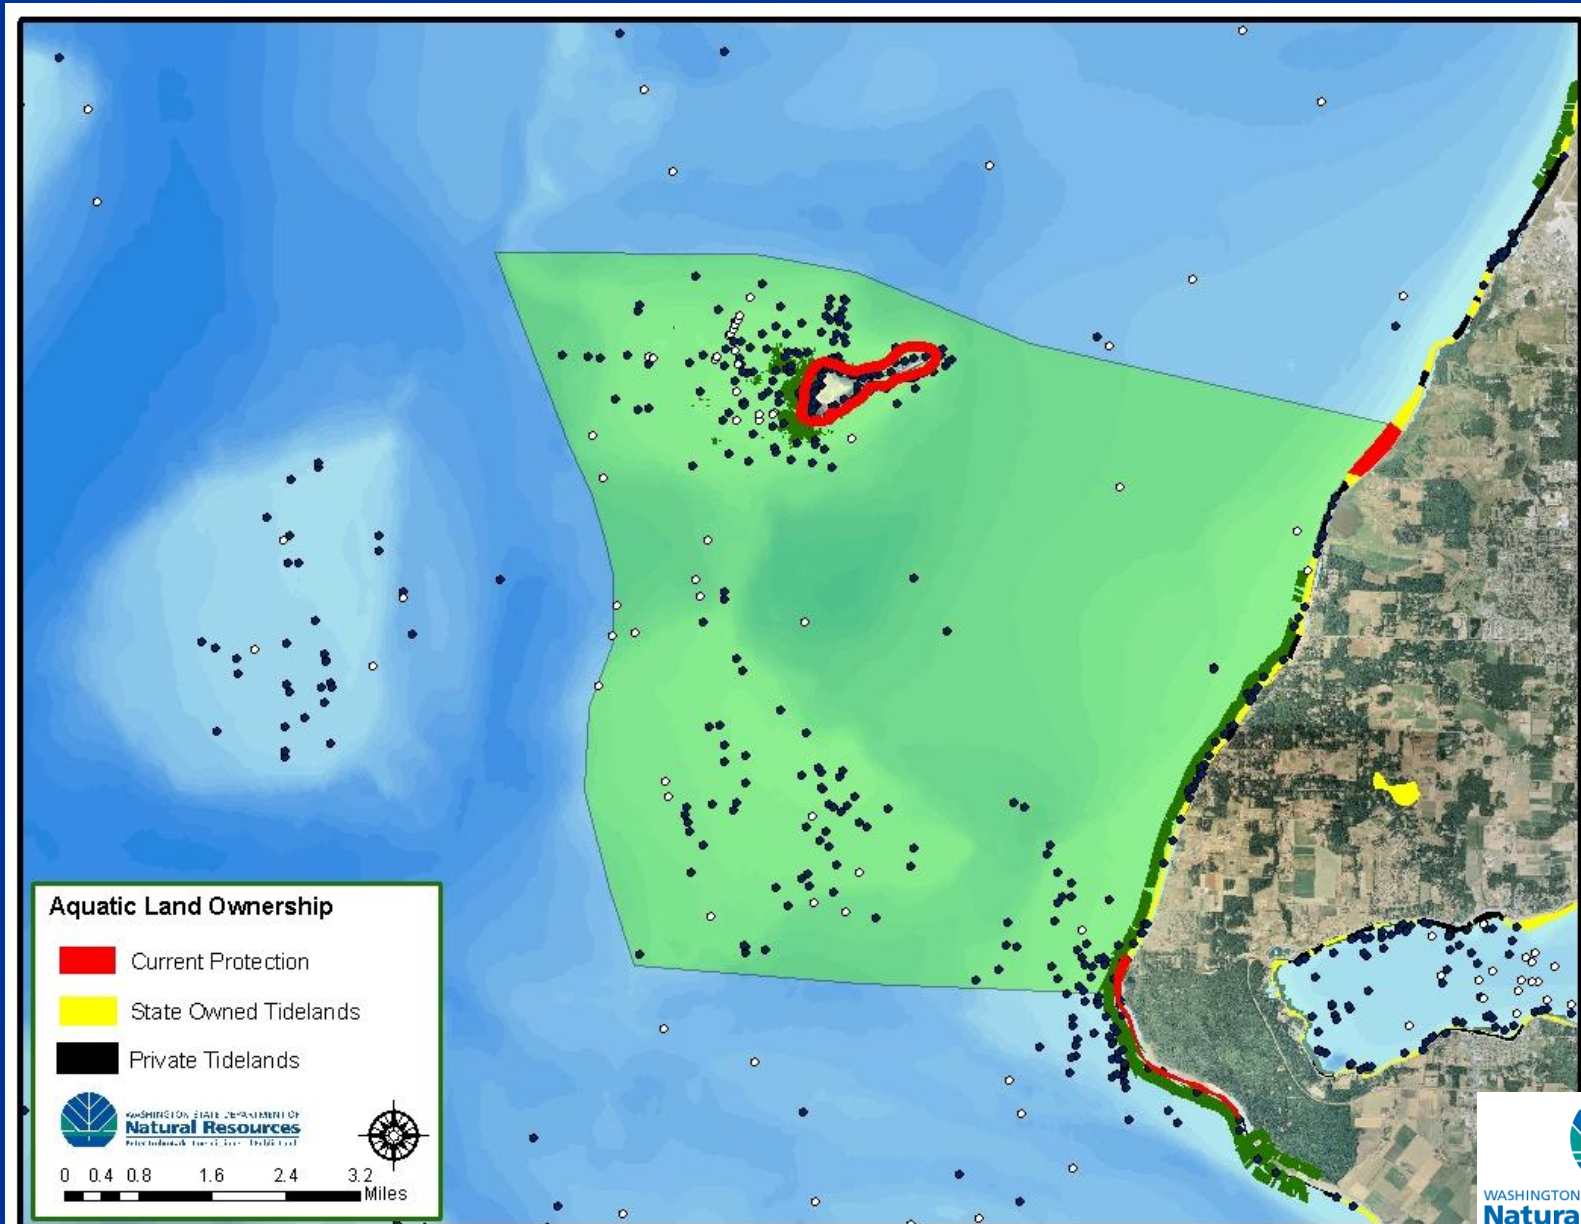 Aquatic Land Ownership
Current Protection
State Owned Tidelands
Private Tidelands
WASHINGTON STATE DEPARTMENT OF
Natural Resources
0 0.4 0.8 1.6 2.4 3.2
Miles
WASHINGTON
Natura